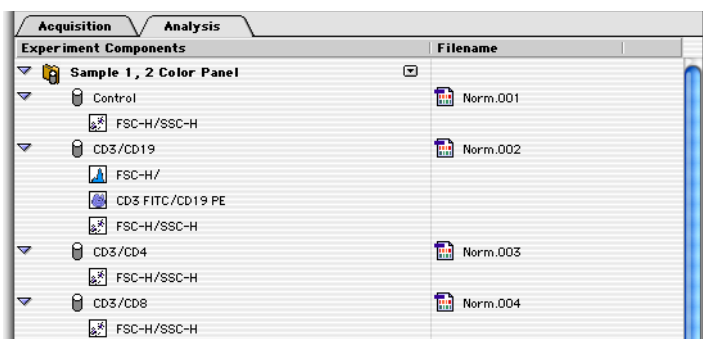 Acquisition Analysis
Experiment Components Filename
Sample 1, 2 Color Panel
Control Norm.001
FSC-H/SSC-H
CD3/CD19 Norm.002
FSC-H/
CD3 FITC/CD19 PE
FSC-H/SSC-H
CD3/CD4 Norm.003
FSC-H/SSC-H
CD3/CD8 Norm.004
FSC-H/SSC-H